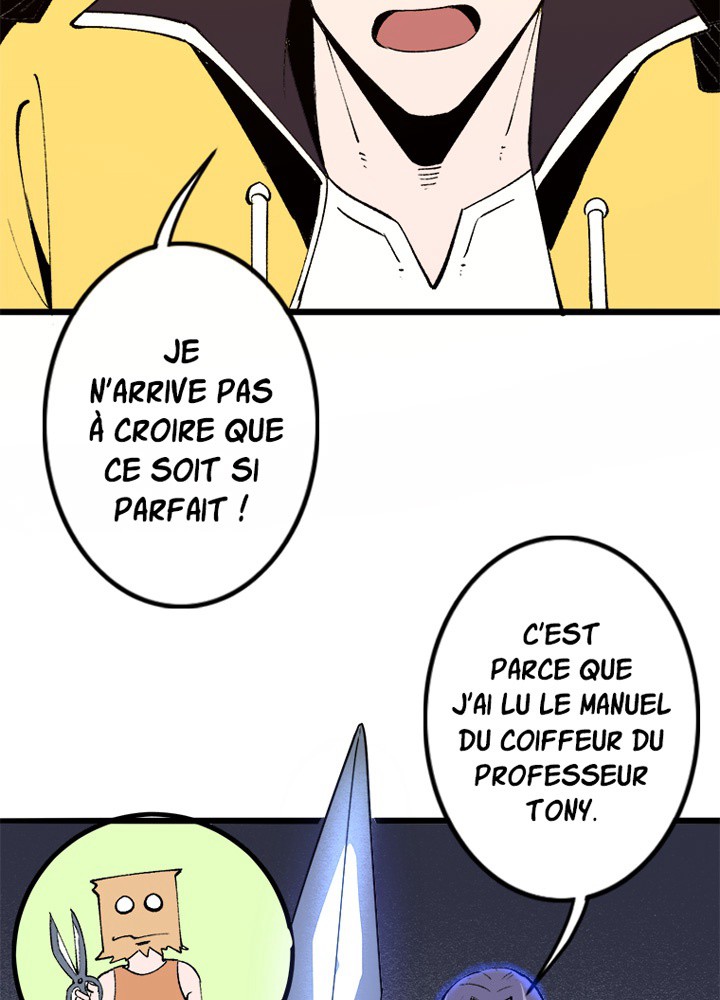 JE
N'ARRIVE PAS
À CROIRE QUE
CE SOIT SI
PARFAIT !
C'EST
PARCE QUE
J'AI LU LE MANUEL
DU COIFFEUR DU
PROFESSEUR
TONY.